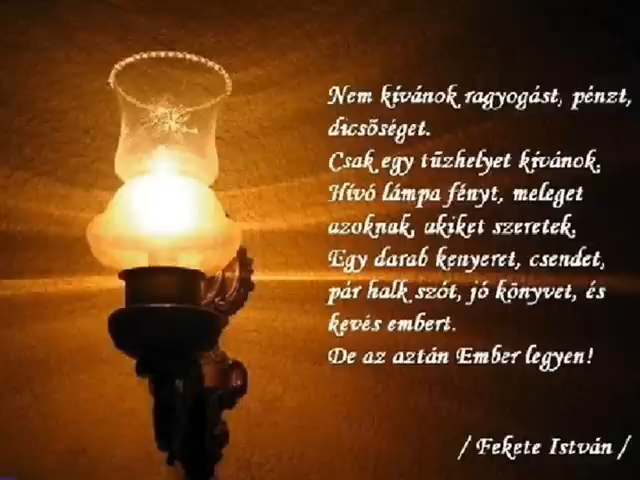 Nem kívánok ragyogást, pénzt,
dicsõséget.
Csak egy tűzhelyet kívánok.
Hívó lámpa fényt, meleget
azoknak, akiket szeretek.
Egy darab kenyeret, csendet,
pár halk szót, jó könyvet, és
kevés embert.
De az aztán Ember legyen!
/ Fekete István /